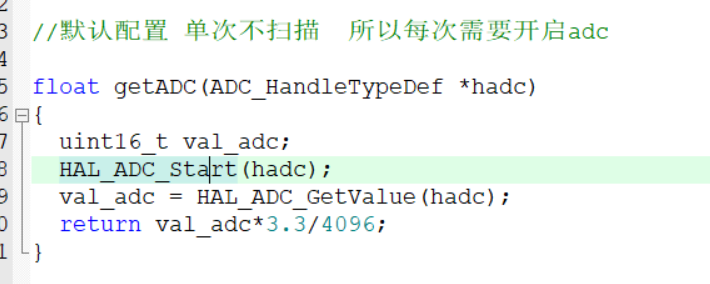 2
3 //默认配置 单次不扫描  所以每次需要开启adc
4
5 float getADC(ADC_HandleTypeDef *hadc)
6 {
7   uint16_t val_adc;
8   HAL_ADC_Start(hadc);
9   val_adc = HAL_ADC_GetValue(hadc);
0   return val_adc*3.3/4096;
1 }